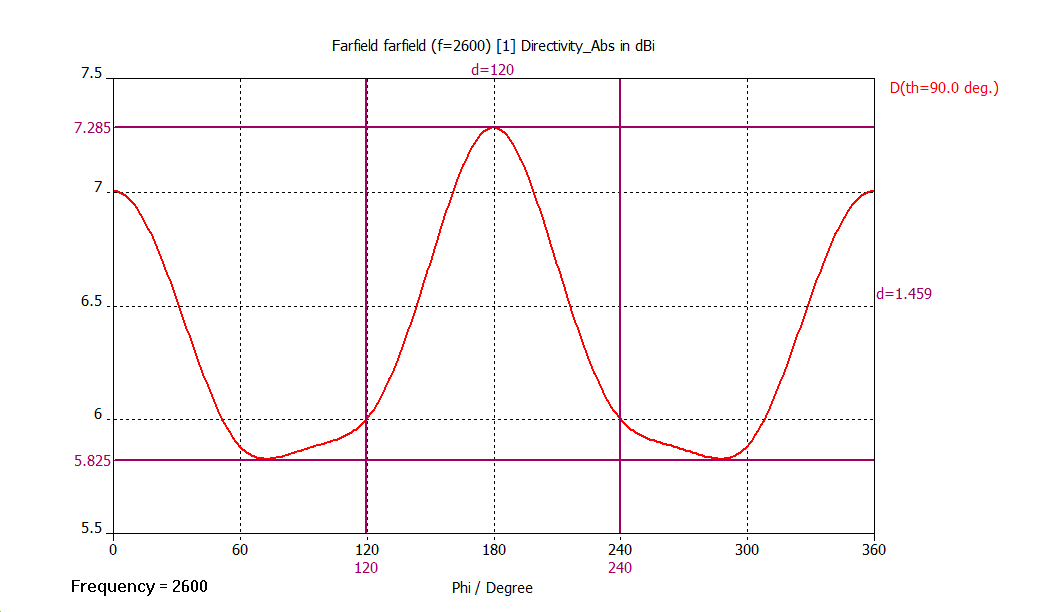 Farfield farfield (f=2600) [1] Directivity_Abs in dBi
d=120
7.5
D(th=90.0 deg.)
7.285
7
6.5
d=1.459
6
5.825
5.5
0 60 120 180 240 300 360
120 240
Frequency = 2600
Phi / Degree